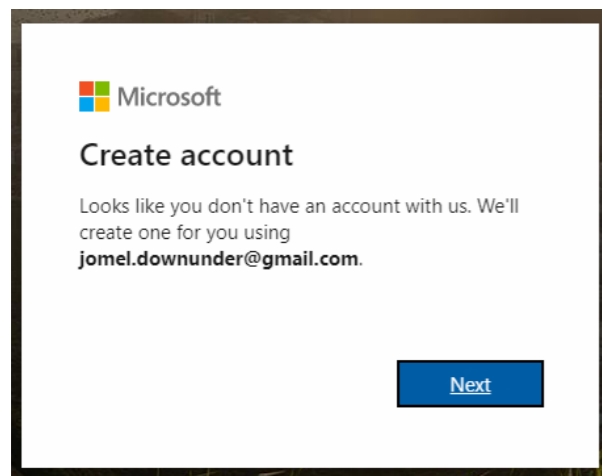 Microsoft
Create account
Looks like you don't have an account with us. We'll
create one for you using
jomel.downunder@gmail.com.
Next